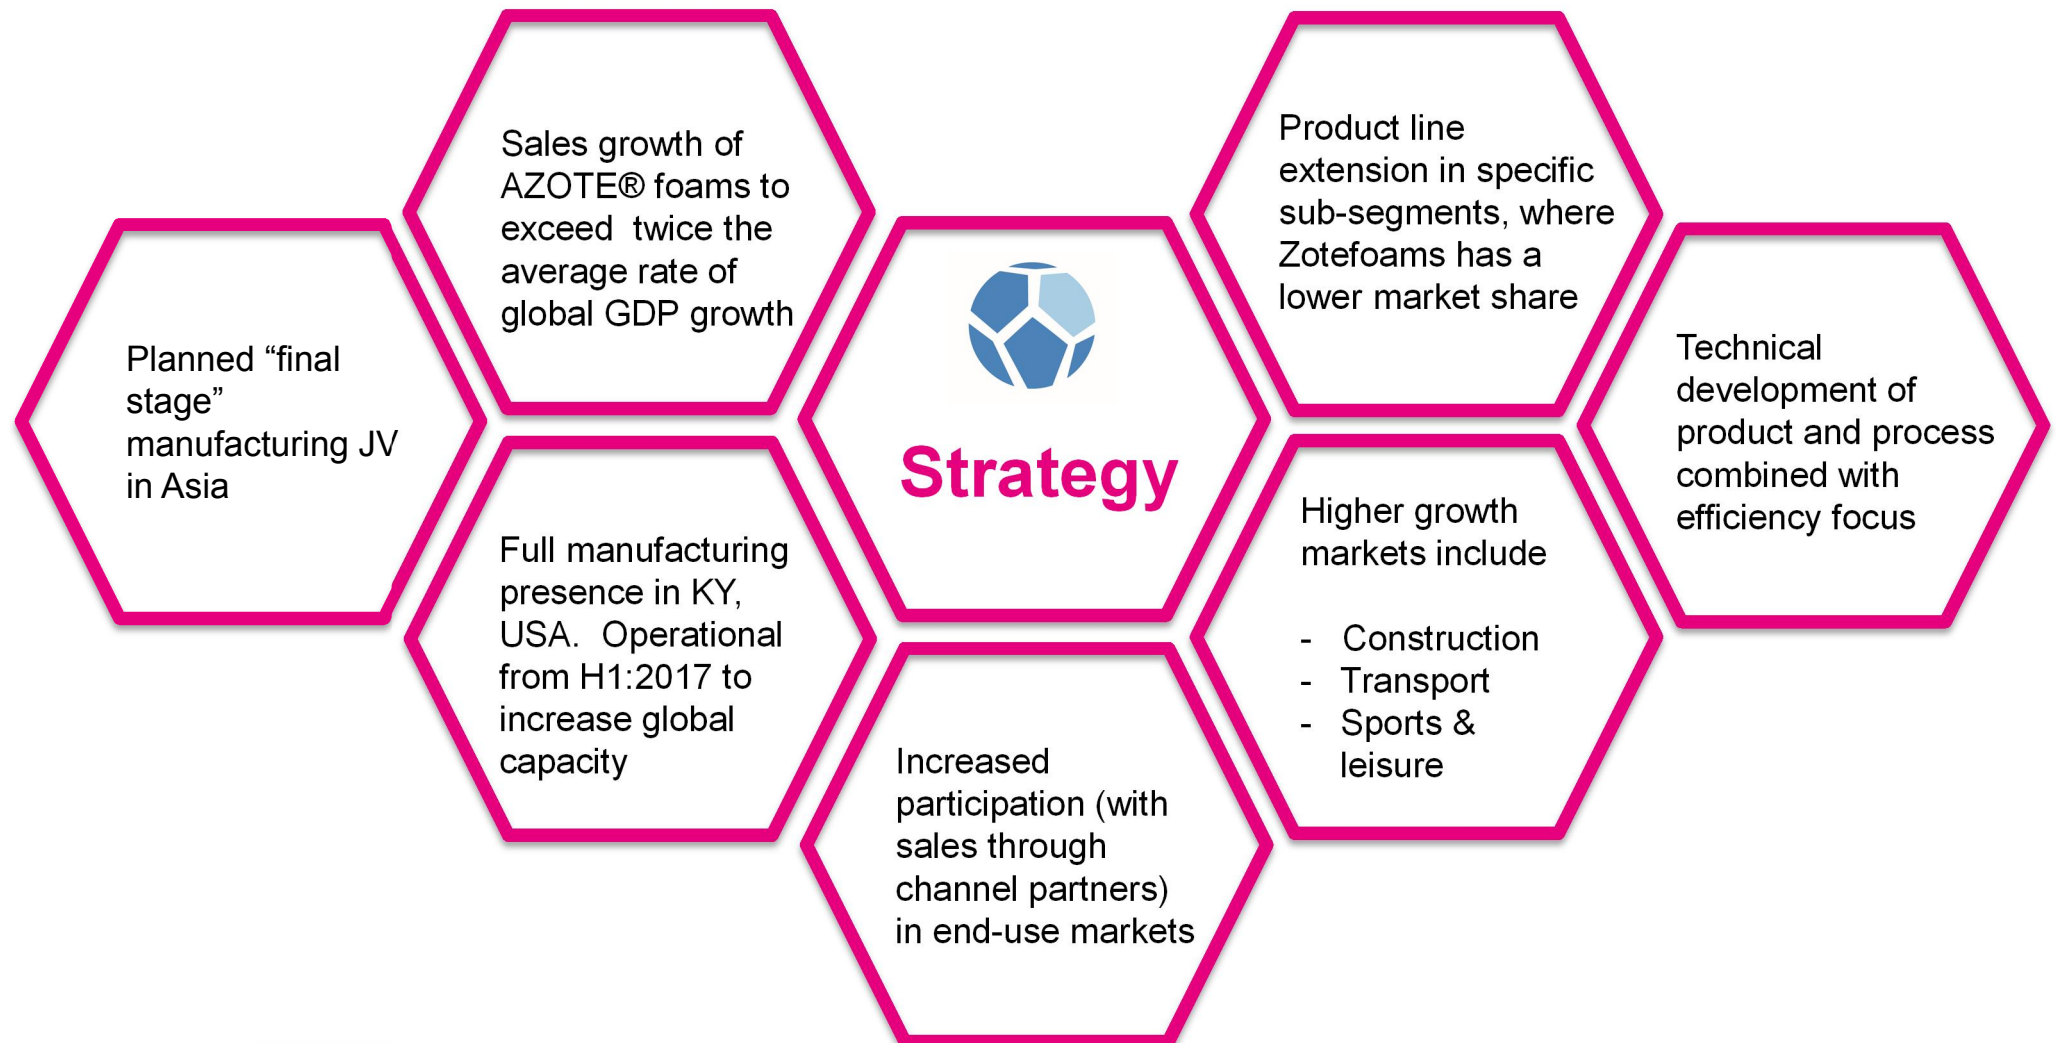 Planned “final
stage”
manufacturing JV
in Asia
Sales growth of
AZOTE® foams to
exceed twice the
average rate of
global GDP growth
Full manufacturing
presence in KY,
USA. Operational
from H1:2017 to
increase global
capacity
Strategy
Increased
participation (with
sales through
channel partners)
in end-use markets
Product line
extension in specific
sub-segments, where
Zotefoams has a
lower market share
Higher growth
markets include
- Construction
- Transport
- Sports &
leisure
Technical
development of
product and process
combined with
efficiency focus